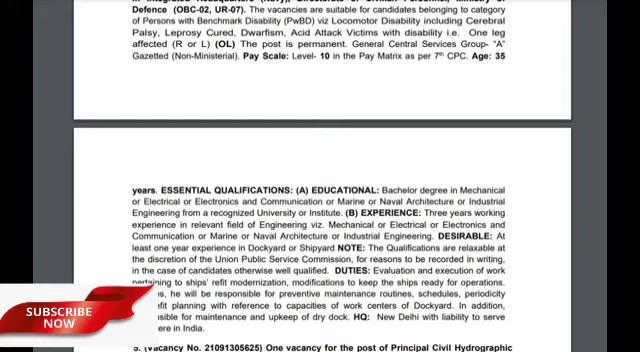 Defence (OBC-02, UR-07). The vacancies are suitable for candidates belonging to category
of Persons with Benchmark Disability (PwBD) viz Locomotor Disability including Cerebral
Palsy, Leprosy Cured, Dwarfism, Acid Attack Victims with disability i.e. One leg
affected (R or L) (OL) The post is permanent. General Central Services Group- "A"
Gazetted (Non-Ministerial). Pay Scale: Level- 10 in the Pay Matrix as per 7th CPC. Age: 35
years. ESSENTIAL QUALIFICATIONS: (A) EDUCATIONAL: Bachelor degree in Mechanical
or Electrical or Electronics and Communication or Marine or Naval Architecture or Industrial
Engineering from a recognized University or Institute. (B) EXPERIENCE: Three years working
experience in relevant field of Engineering viz. Mechanical or Electrical or Electronics and
Communication or Marine or Naval Architecture or Industrial Engineering. DESIRABLE: At
least one year experience in Dockyard or Shipyard NOTE: The Qualifications are relaxable at
the discretion of the Union Public Service Commission, for reasons to be recorded in writing,
in the case of candidates otherwise well qualified. DUTIES: Evaluation and execution of work
pertaining to ships' refit modernization, modifications to keep the ships ready for operations.
he will be responsible for preventive maintenance routines, schedules, periodicity
with reference to capacities of work centers of Dockyard. In addition,
for maintenance and upkeep of dry dock. HQ: New Delhi with liability to serve
in India.
SUBSCRIBE
NOW
5. (Vacancy No. 21091305625) One vacancy for the post of Principal Civil Hydrographic